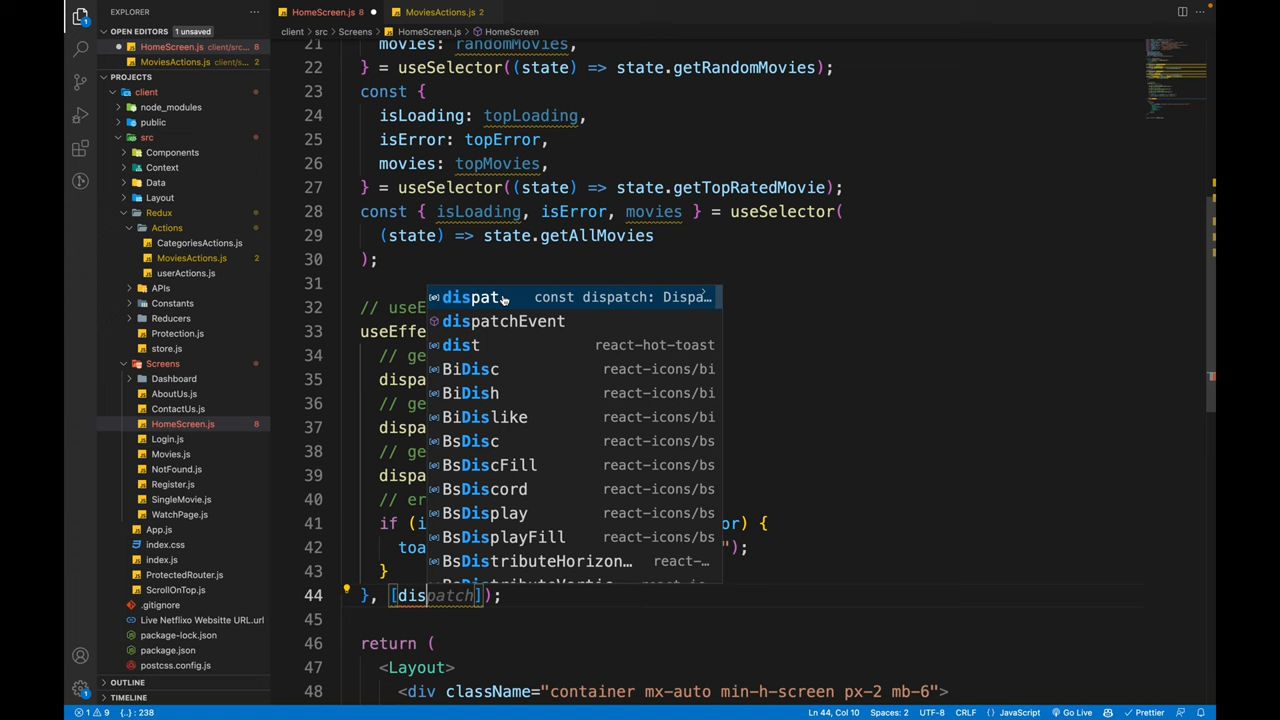 EXPLORER
HomeScreen.js
MoviesActions.js 2
OPEN EDITORS 1 unsaved
client > src > Screens > HomeScreen.js > HomeScreen
HomeScreen.js client/src... 8
MoviesActions.js client/s... 2
PROJECTS
client
node_modules
public
src
Components
Context
Data
Layout
Redux
Actions
CategoriesActions.js
MoviesActions.js 2
userActions.js
APIs
Constants
Reducers
Protection.js
store.js
Screens
Dashboard
AboutUs.js
ContactUs.js
HomeScreen.js 8
Login.js
Movies.js
NotFound.js
Register.js
SingleMovie.js
WatchPage.js
App.js
index.css
index.js
ProtectedRouter.js
ScrollOnTop.js
.gitignore
Live Netflixo Websitte URL.url
package-lock.json
package.json
postcss.config.js
OUTLINE
TIMELINE
21 movies: randomMovies,
22 } = useSelector((state) => state.getRandomMovies);
23 const {
24 isLoading: topLoading,
25 isError: topError,
26 movies: topMovies,
27 } = useSelector((state) => state.getTopRatedMovie);
28 const { isLoading, isError, movies } = useSelector(
29 (state) => state.getAllMovies
30 );
31
32 // useE
33 useEffe
34 // ge
35 dispa
36 // ge
37 dispa
38 // ge
39 dispa
40 // er
41 if (i or) {
42 toa ");
43 }
44 }, [dispatch]);
45
46 return (
47 <Layout>
48 <div className="container mx-auto min-h-screen px-2 mb-6">
dispat const dispatch: Dispa...
dispatchEvent
dist react-hot-toast
BiDisc react-icons/bi
BiDish react-icons/bi
BiDislike react-icons/bi
BsDisc react-icons/bs
BsDiscFill react-icons/bs
BsDiscord react-icons/bs
BsDisplay react-icons/bs
BsDisplayFill react-icons/bs
BsDistributeHorizon... react-...
1 9 {..} : 238
Ln 44, Col 10
Spaces: 2
UTF-8
CRLF
{} JavaScript
Go Live
Prettier